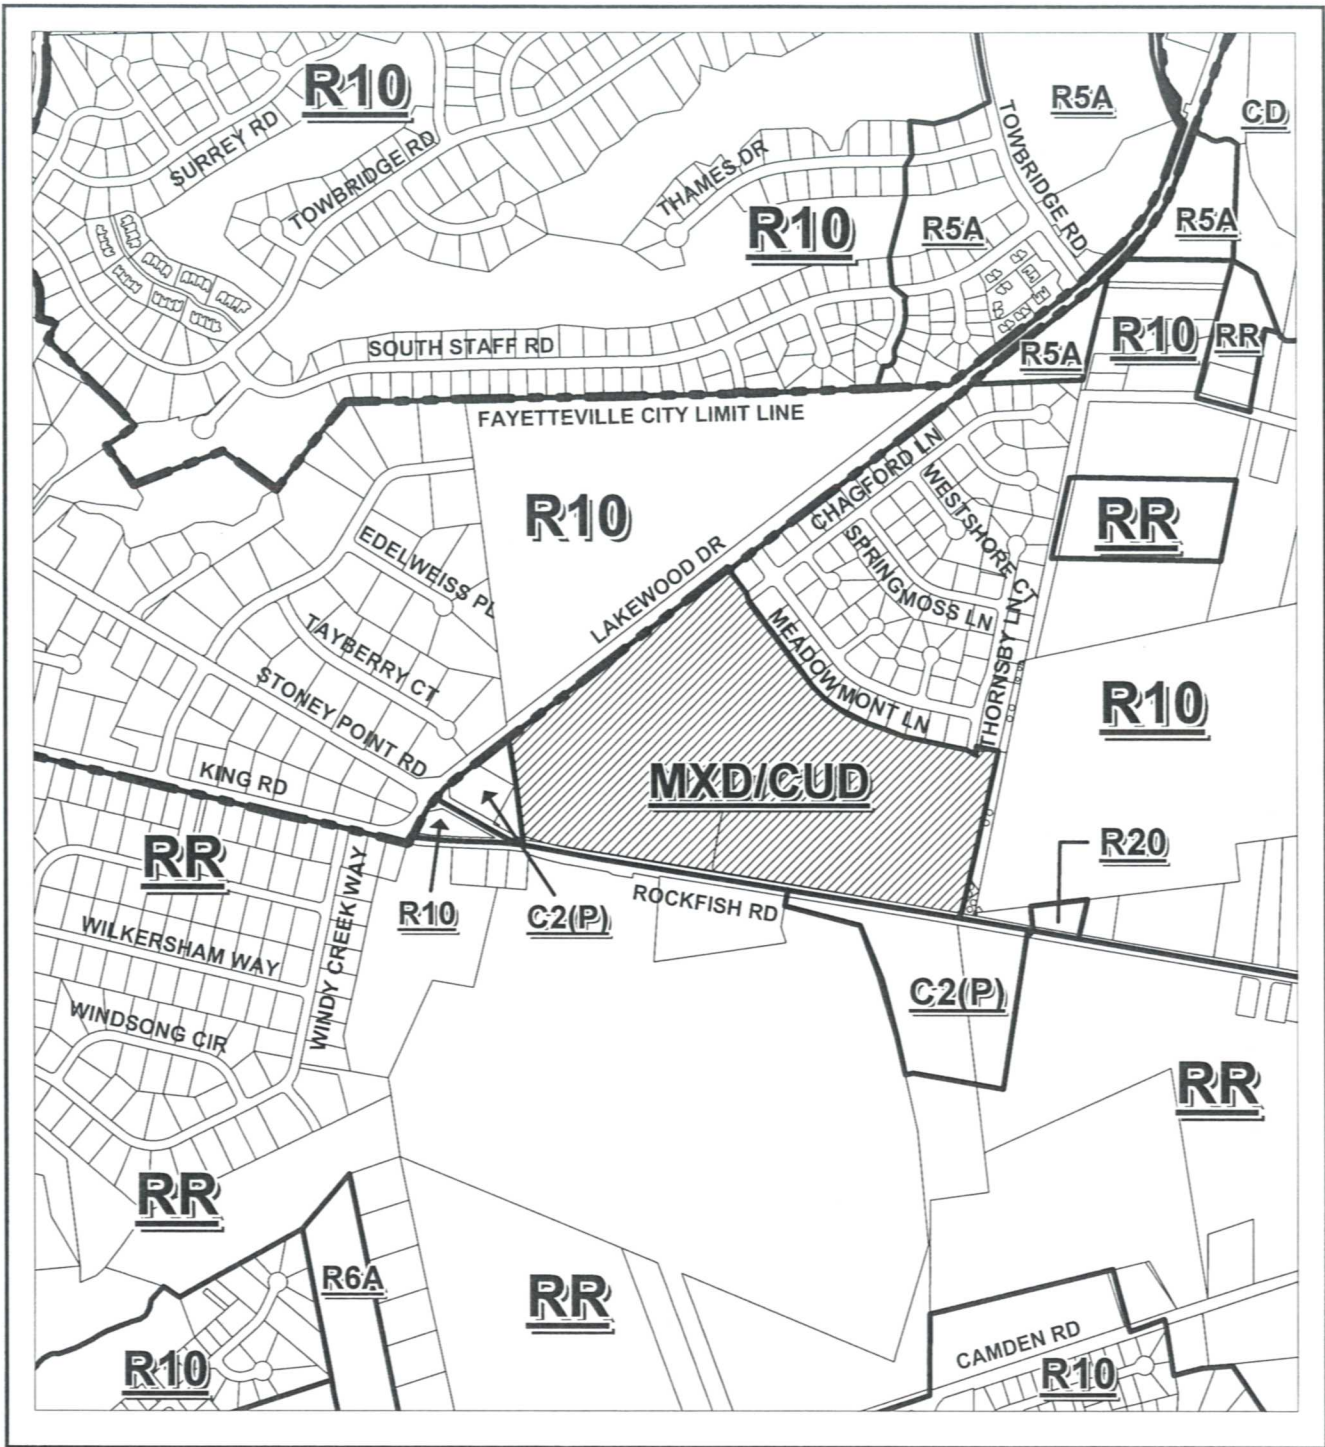 R10
R5A
CD
SURREY RD
TOWBRIDGE RD
THAMES DR
TOWBRIDGE RD
R10
R5A
R5A
SOUTH STAFF RD
R5A
R10
RR
FAYETTEVILLE CITY LIMIT LINE
CHAGFORD LN
WESTSHORE CT
R10
RR
EDELWEISS PL
SPRINGMOSS LN
LAKEWOOD DR
TAYBERRY CT
MEADOWMONT LN
THORNSBY LN
STONEY POINT RD
R10
KING RD
MXD/CUD
RR
R20
R10
C2(P)
ROCKFISH RD
WILKERSHAM WAY
WINDY CREEK WAY
C2(P)
WINDSONG CIR
RR
RR
R6A
RR
CAMDEN RD
R10
R10